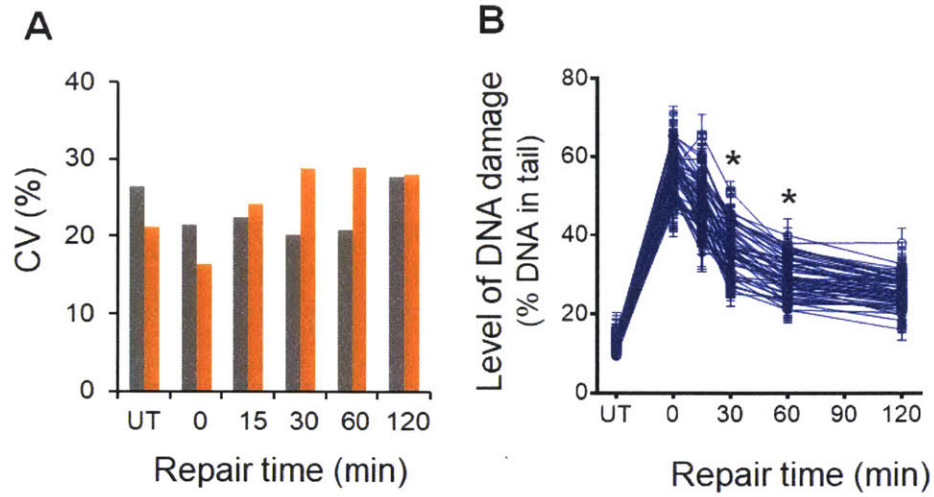 A
CV (%)
40
30
20
10
0
UT 0 15 30 60 120
Repair time (min)
B
Level of DNA damage
(% DNA in tail)
80
60
40
20
0
*
*
UT 0 30 60 90 120
Repair time (min)